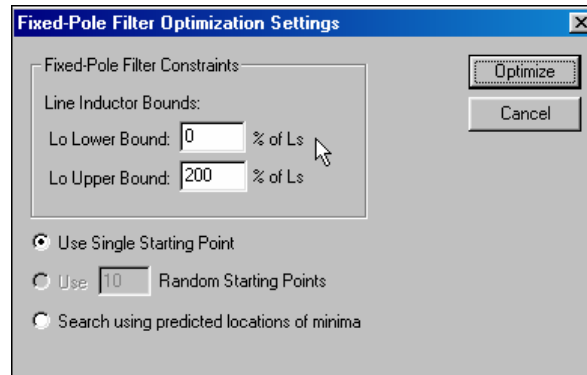 Fixed-Pole Filter Optimization Settings
Fixed-Pole Filter Constraints
Line Inductor Bounds:
Lo Lower Bound: 0 % of Ls
Lo Upper Bound: 200 % of Ls
Optimize
Cancel
Use Single Starting Point
Use 10 Random Starting Points
Search using predicted locations of minima